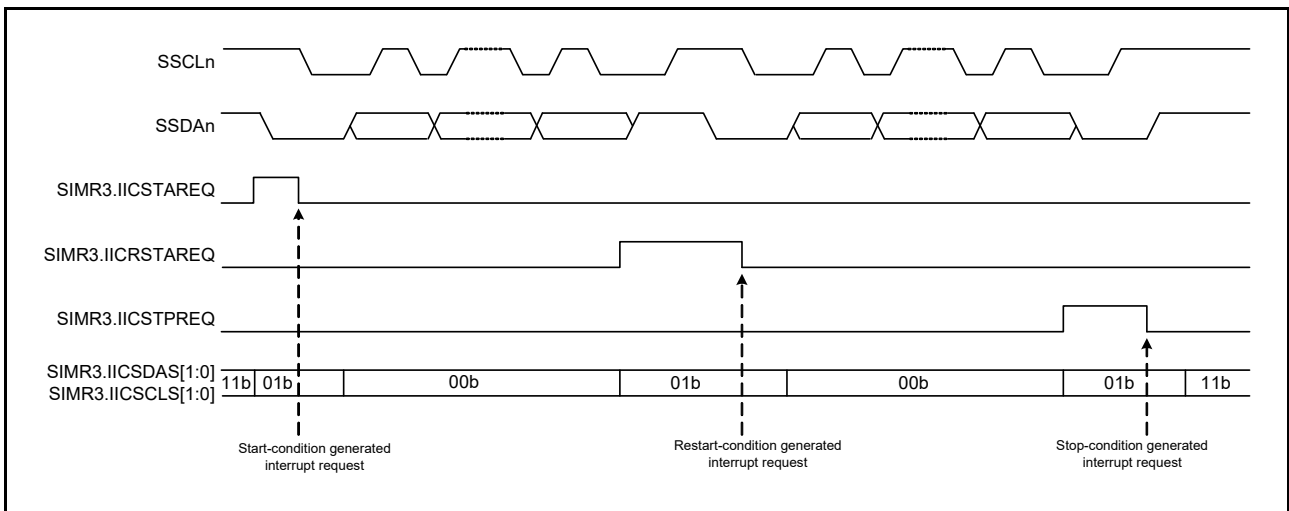 SSCLn
SSDAn
SIMR3.IICSTAREQ
SIMR3.IICRSTAREQ
SIMR3.IICSTPREQ
SIMR3.IICSDAS[1:0]
SIMR3.IICSCLS[1:0]
11b 01b 00b 01b 00b 01b 11b
Start-condition generated
interrupt request
Restart-condition generated
interrupt request
Stop-condition generated
interrupt request